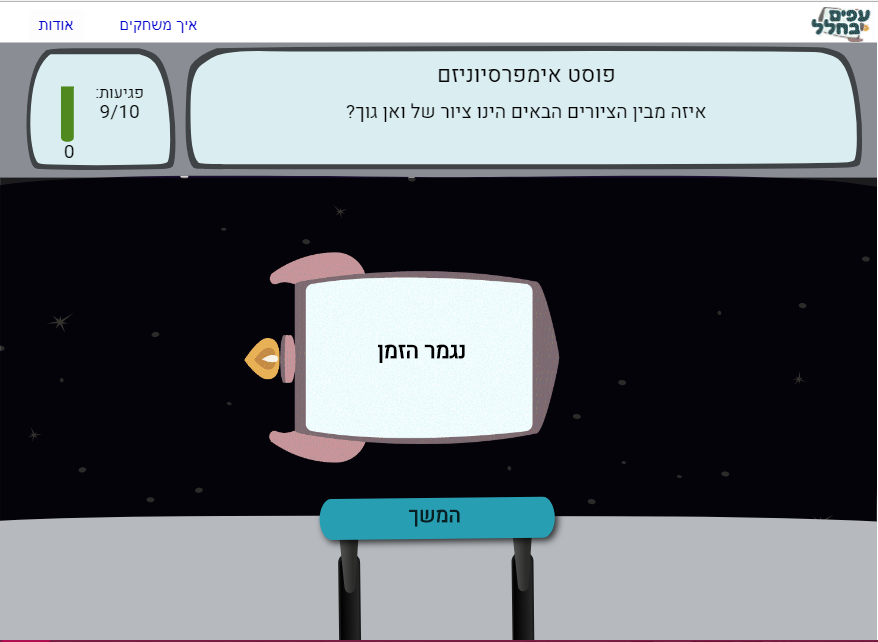 עפים
בחלל
איך משחקים
אודות
פוסט אימפרסיוניזם
איזה מבין הציורים הבאים הינו ציור של ואן גוך?
פגיעות:
9/10
0
נגמר הזמן
המשך